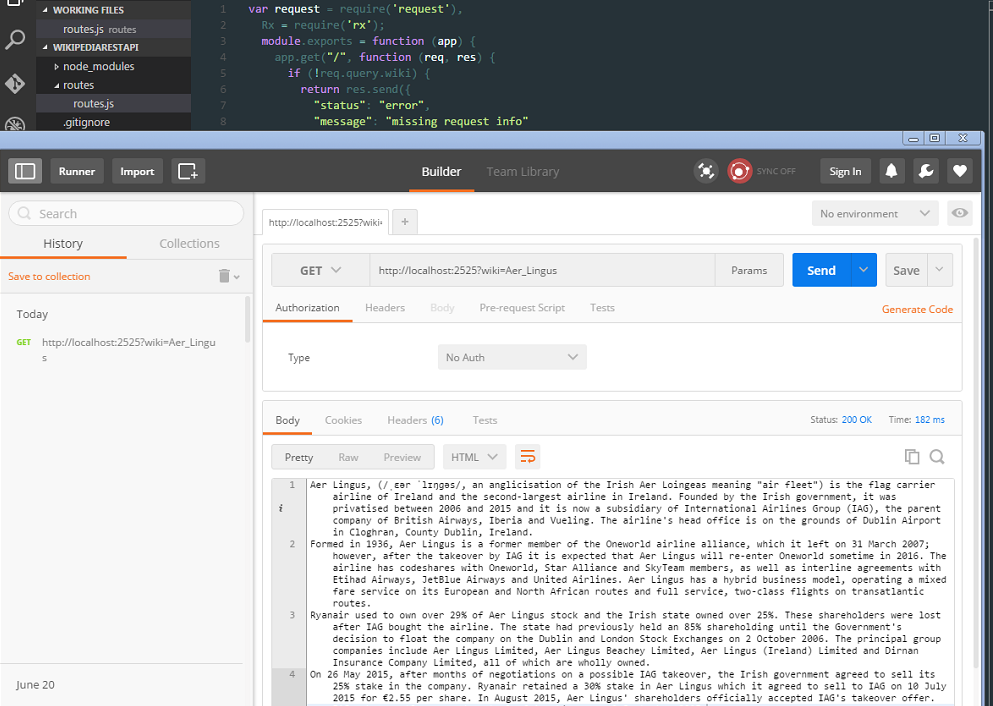 WORKING FILES
routes.js routes
WIKIPEDIARESTAPI
node_modules
routes
routes.js
.gitignore
1 var request = require('request'),
2 Rx = require('rx');
3 module.exports = function (app) {
4 app.get("/", function (req, res) {
5 if (!req.query.wiki) {
6 return res.send({
7 "status": "error",
8 "message": "missing request info"
Runner Import Builder Team Library SYNC OFF Sign In
Search
History Collections
Save to collection
Today
GET http://localhost:2525?wiki=Aer_Lingu
s
June 20
http://localhost:2525?wiki= + No environment
GET http://localhost:2525?wiki=Aer_Lingus Params Send Save
Authorization Headers Body Pre-request Script Tests Generate Code
Type No Auth
Body Cookies Headers (6) Tests Status: 200 OK Time: 182 ms
Pretty Raw Preview HTML
1 Aer Lingus, (/ˌɛər ˈlɪŋɡəs/, an anglicisation of the Irish Aer Loingeas meaning "air fleet") is the flag carrier
i airline of Ireland and the second-largest airline in Ireland. Founded by the Irish government, it was
privatised between 2006 and 2015 and it is now a subsidiary of International Airlines Group (IAG), the parent
company of British Airways, Iberia and Vueling. The airline's head office is on the grounds of Dublin Airport
in Cloghran, County Dublin, Ireland.
2 Formed in 1936, Aer Lingus is a former member of the Oneworld airline alliance, which it left on 31 March 2007;
however, after the takeover by IAG it is expected that Aer Lingus will re-enter Oneworld sometime in 2016. The
airline has codeshares with Oneworld, Star Alliance and SkyTeam members, as well as interline agreements with
Etihad Airways, JetBlue Airways and United Airlines. Aer Lingus has a hybrid business model, operating a mixed
fare service on its European and North African routes and full service, two-class flights on transatlantic
routes.
3 Ryanair used to own over 29% of Aer Lingus stock and the Irish state owned over 25%. These shareholders were lost
after IAG bought the airline. The state had previously held an 85% shareholding until the Government's
decision to float the company on the Dublin and London Stock Exchanges on 2 October 2006. The principal group
companies include Aer Lingus Limited, Aer Lingus Beachey Limited, Aer Lingus (Ireland) Limited and Dirnan
Insurance Company Limited, all of which are wholly owned.
4 On 26 May 2015, after months of negotiations on a possible IAG takeover, the Irish government agreed to sell its
25% stake in the company. Ryanair retained a 30% stake in Aer Lingus which it agreed to sell to IAG on 10 July
2015 for €2.55 per share. In August 2015, Aer Lingus' shareholders officially accepted IAG's takeover offer.